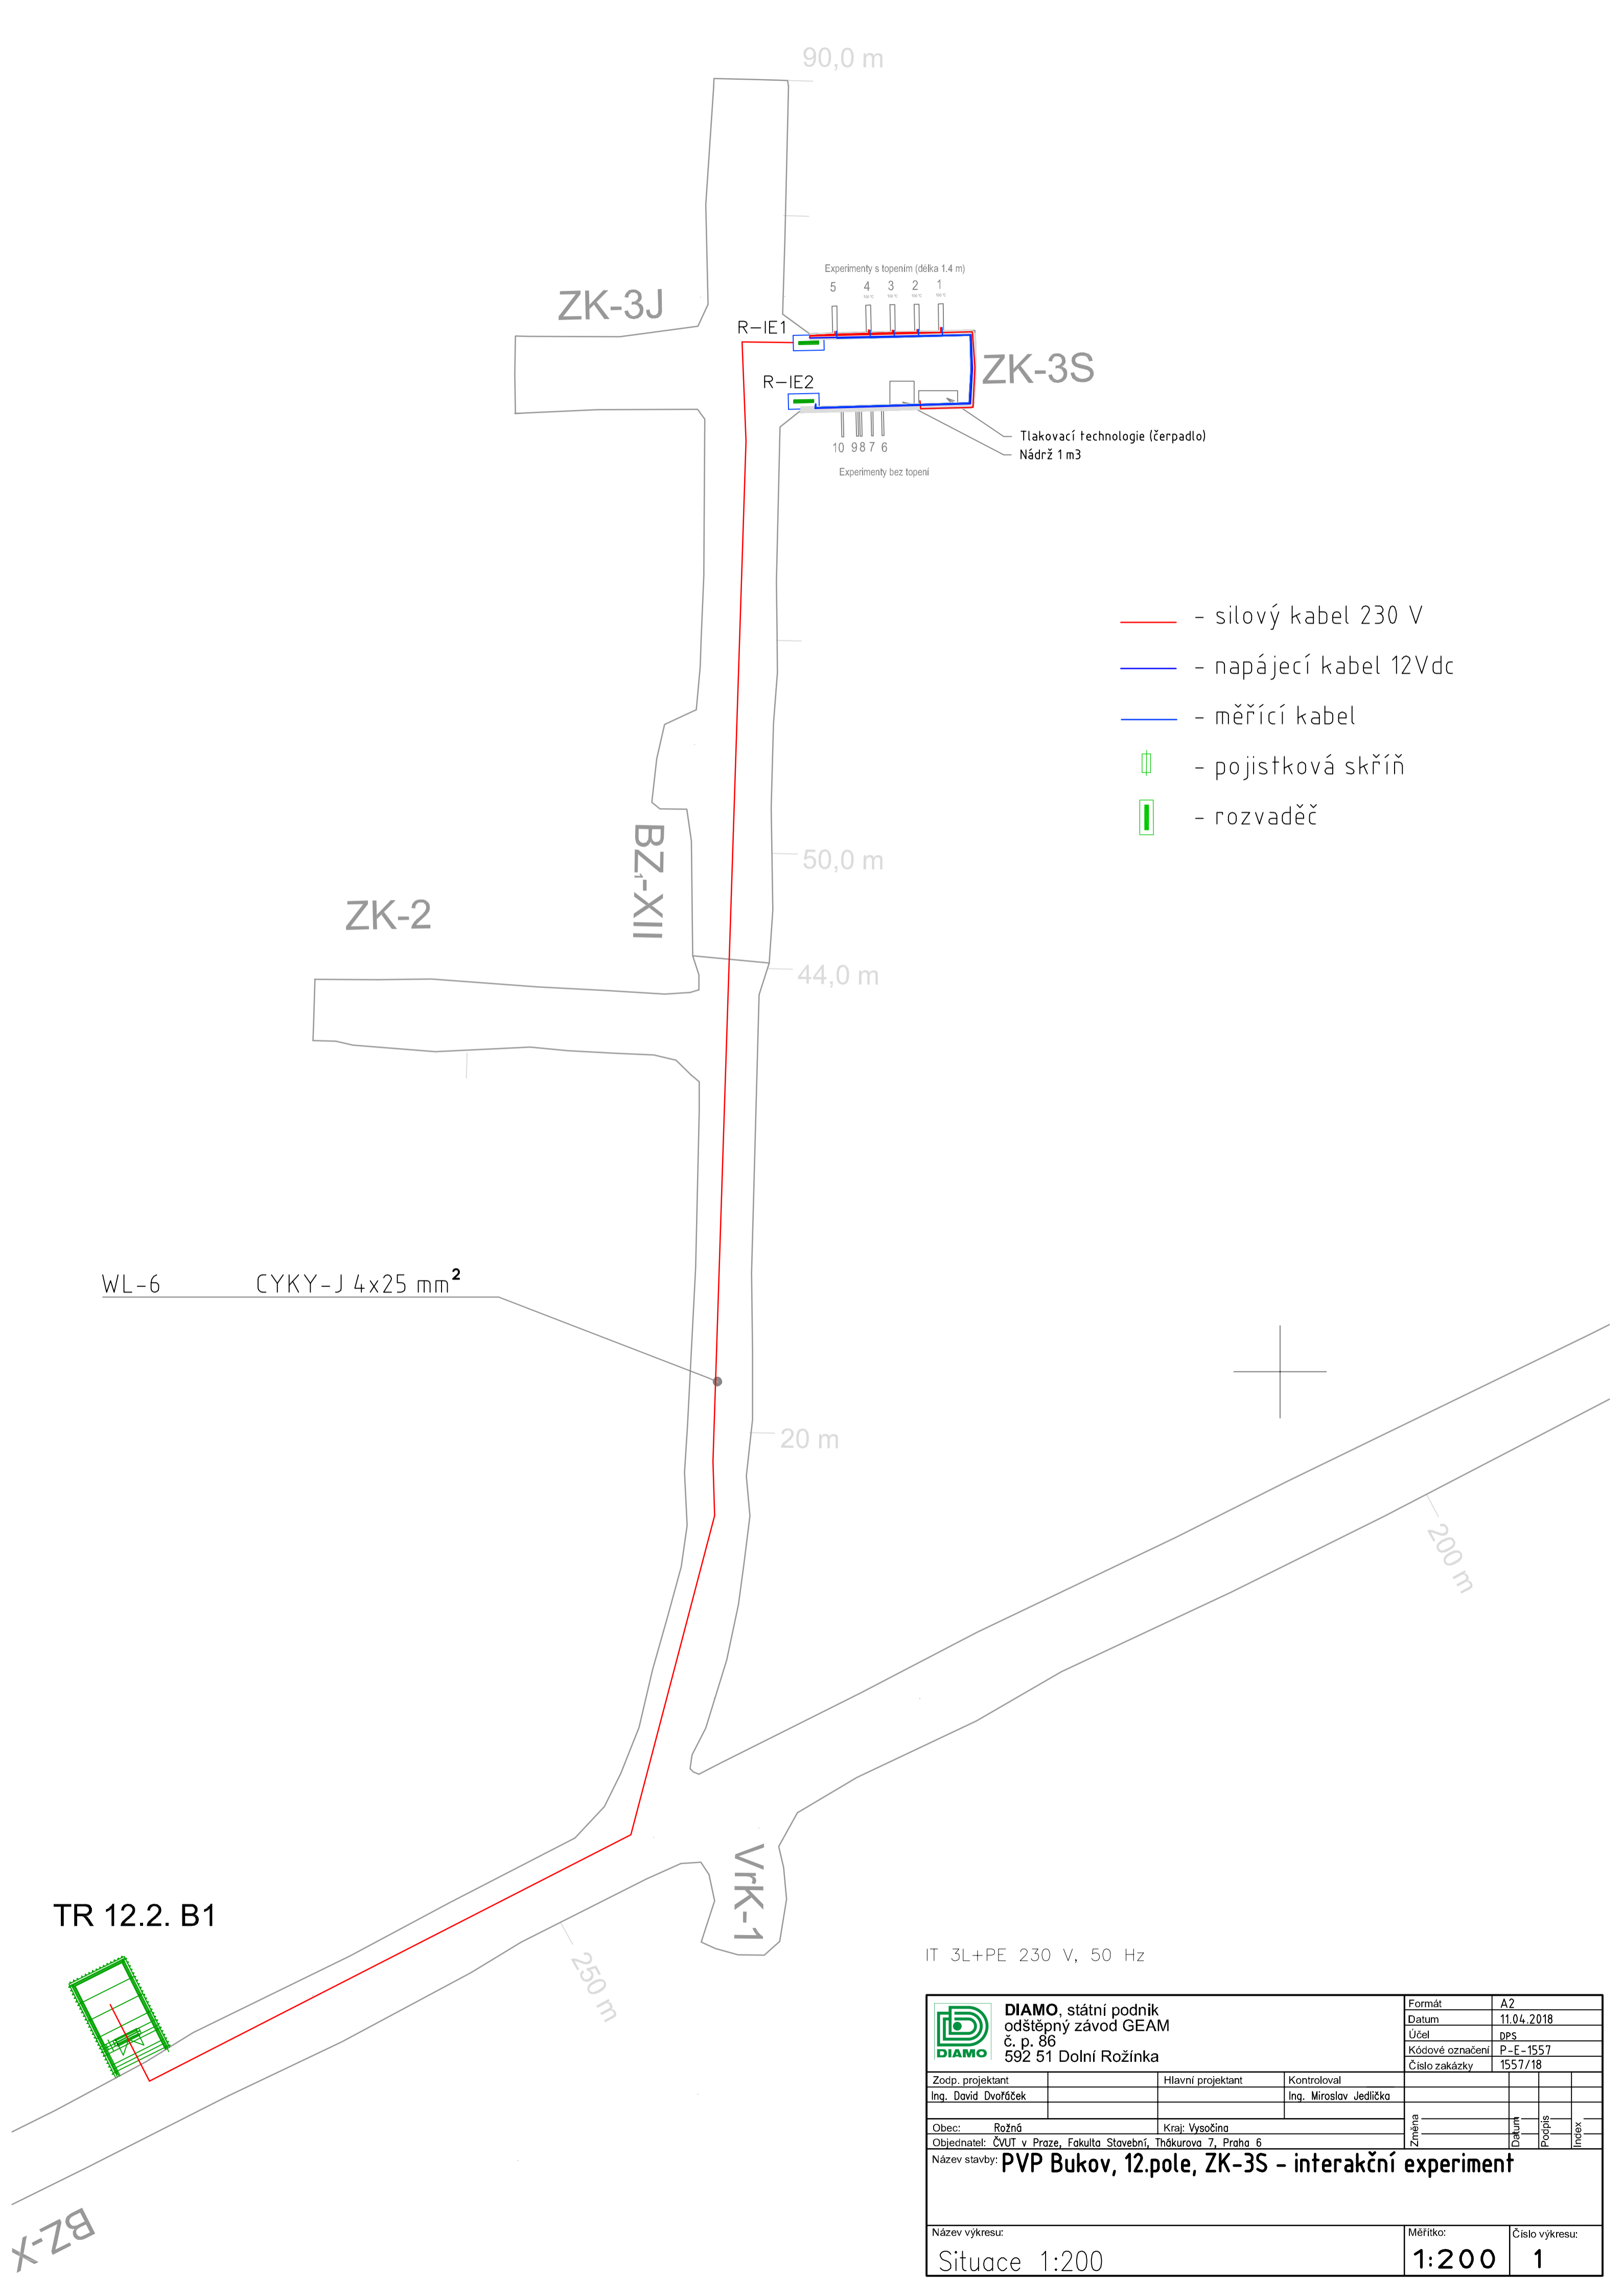 90,0 m
Experimenty s topením (délka 1.4 m)
5 4 3 2 1
ZK-3J
R-IE1
ZK-3S
R-IE2
Tlakovací technologie (čerpadlo)
Nádrž 1 m3
10 9 8 7 6
Experimenty bez topení
- silový kabel 230 V
- napájecí kabel 12Vdc
- měřící kabel
- pojistková skříň
- rozvaděč
BZ1-XII
50,0 m
ZK-2
44,0 m
WL-6 CYKY-J 4x25 mm²
20 m
200 m
VrK-1
TR 12.2. B1
250 m
BZ-X
IT 3L+PE 230 V, 50 Hz
DIAMO
DIAMO, státní podnik
odštěpný závod GEAM
č. p. 86
592 51 Dolní Rožínka
Formát A2
Datum 11.04.2018
Účel DPS
Kódové označení P-E-1557
Číslo zakázky 1557/18
Zodp. projektant Hlavní projektant Kontroloval
Ing. David Dvořáček Ing. Miroslav Jedlička
Obec: Rožná Kraj: Vysočina
Objednatel: ČVUT v Praze, Fakulta Stavební, Thákurova 7, Praha 6
Změna Datum Podpis Index
Název stavby: PVP Bukov, 12.pole, ZK-3S - interakční experiment
Název výkresu: Měřítko: Číslo výkresu:
Situace 1:200 1:200 1